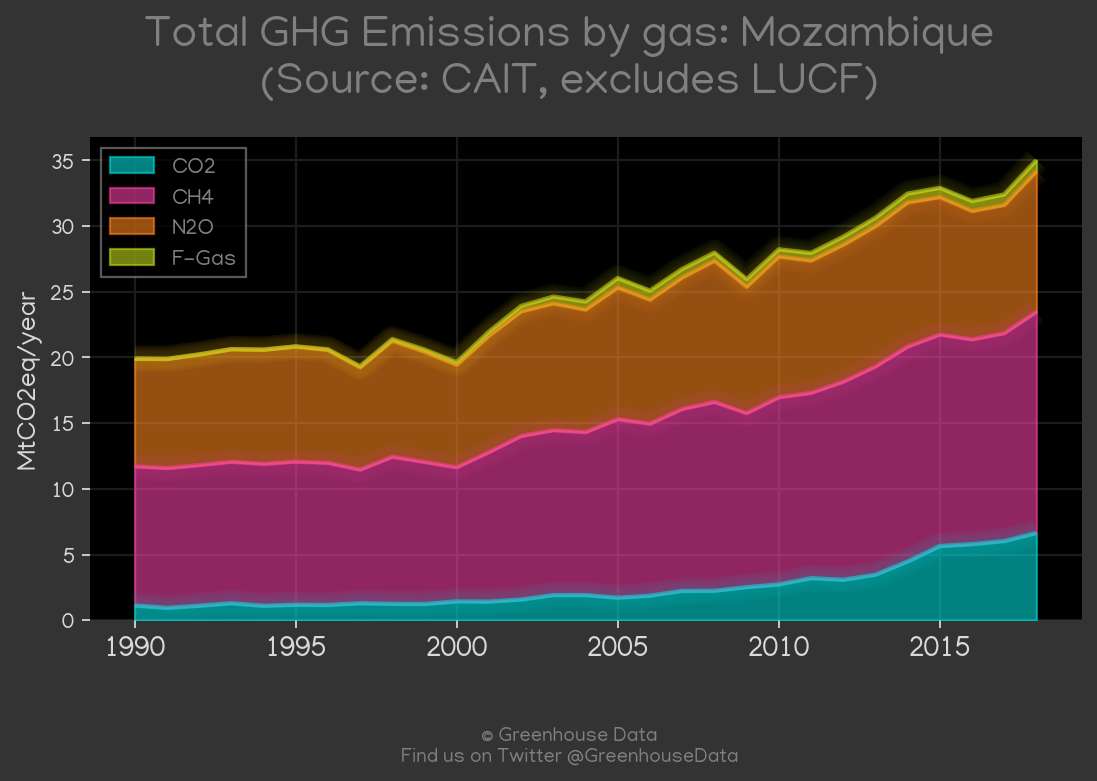 Total GHG Emissions by gas: Mozambique
(Source: CAIT, excludes LUCF)
CO2
CH4
N2O
F-Gas
MtCO2eq/year
35
30
25
20
15
10
5
0
1990 1995 2000 2005 2010 2015
© Greenhouse Data
Find us on Twitter @GreenhouseData